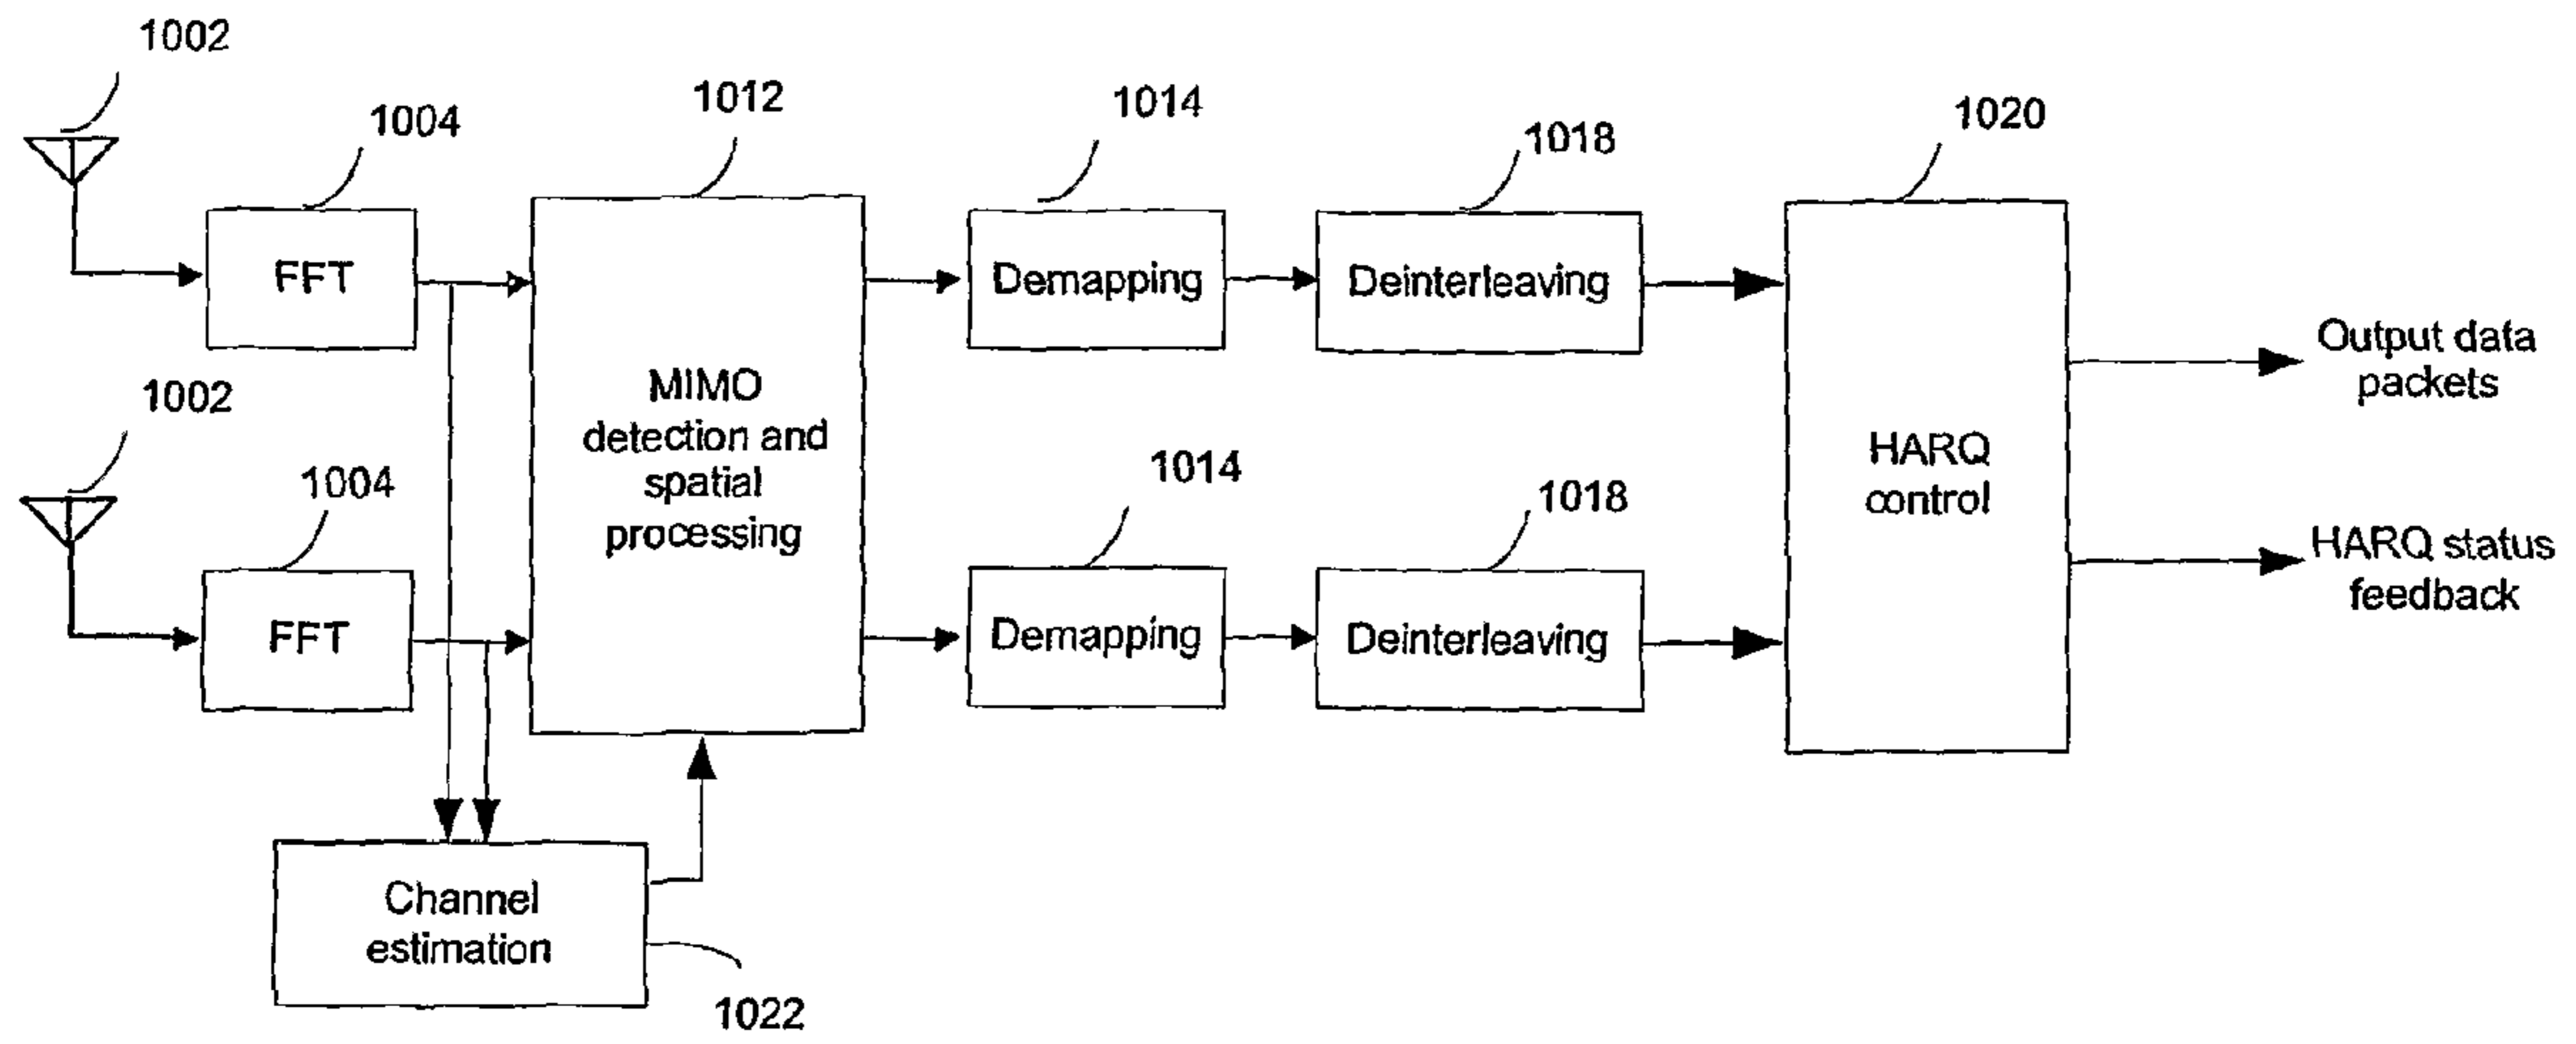 1002
1004
1012
1014
1018
1020
FFT
MIMO
detection and
spatial
processing
Demapping
Deinterleaving
HARQ
control
Output data
packets
HARQ status
feedback
1002
1004
FFT
1014
Demapping
1018
Deinterleaving
Channel
estimation
1022